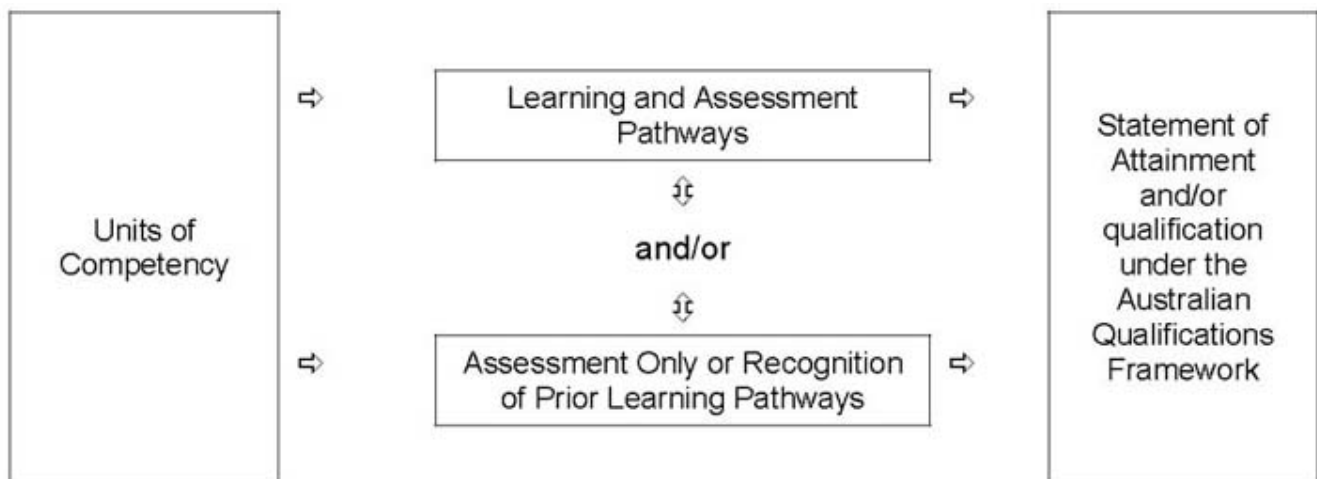 Units of
Competency
Learning and Assessment
Pathways
and/or
Assessment Only or Recognition
of Prior Learning Pathways
Statement of
Attainment
and/or
qualification
under the
Australian
Qualifications
Framework